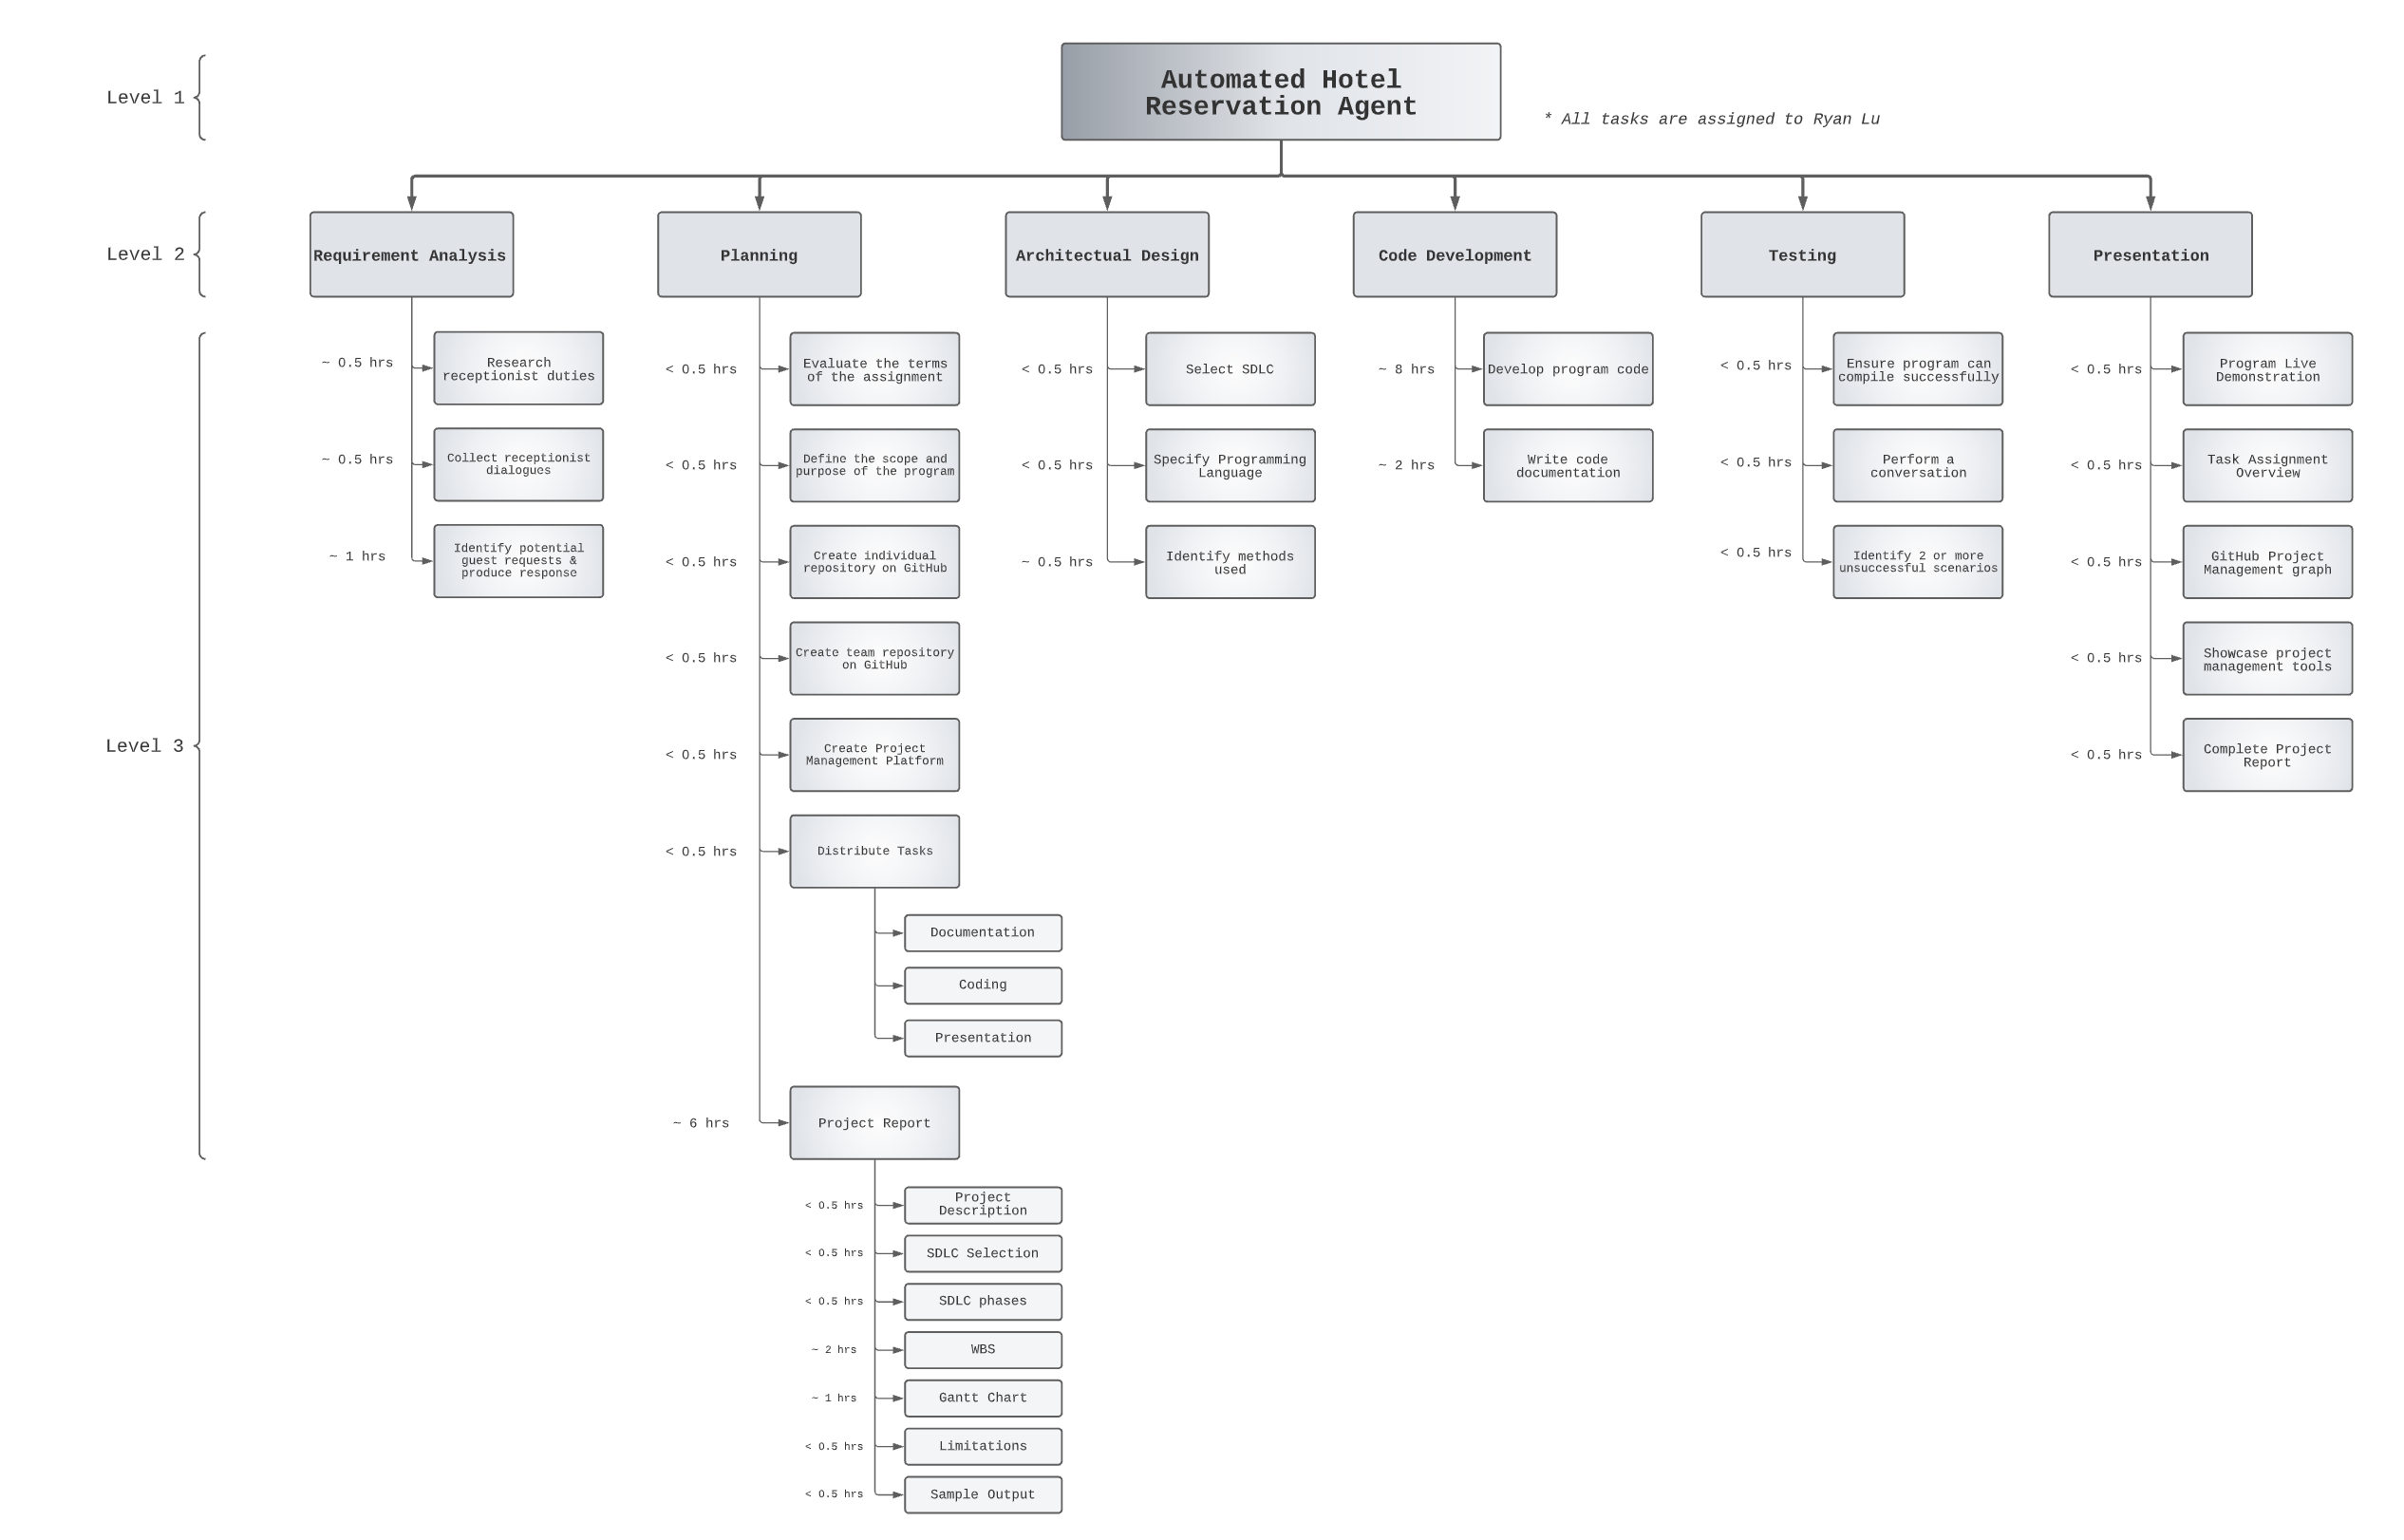 Level 1
Automated Hotel
Reservation Agent
* All tasks are assigned to Ryan Lu
Level 2
Requirement Analysis
Planning
Architectual Design
Code Development
Testing
Presentation
Level 3
~ 0.5 hrs
Research
receptionist duties
~ 0.5 hrs
Collect receptionist
dialogues
~ 1 hrs
Identify potential
guest requests &
produce response
< 0.5 hrs
Evaluate the terms
of the assignment
< 0.5 hrs
Define the scope and
purpose of the program
< 0.5 hrs
Create individual
repository on GitHub
< 0.5 hrs
Create team repository
on GitHub
< 0.5 hrs
Create Project
Management Platform
< 0.5 hrs
Distribute Tasks
Documentation
Coding
Presentation
~ 6 hrs
Project Report
< 0.5 hrs
Project
Description
< 0.5 hrs
SDLC Selection
< 0.5 hrs
SDLC phases
~ 2 hrs
WBS
~ 1 hrs
Gantt Chart
< 0.5 hrs
Limitations
< 0.5 hrs
Sample Output
< 0.5 hrs
Select SDLC
< 0.5 hrs
Specify Programming
Language
~ 0.5 hrs
Identify methods
used
~ 8 hrs
Develop program code
~ 2 hrs
Write code
documentation
< 0.5 hrs
Ensure program can
compile successfully
< 0.5 hrs
Perform a
conversation
< 0.5 hrs
Identify 2 or more
unsuccessful scenarios
< 0.5 hrs
Program Live
Demonstration
< 0.5 hrs
Task Assignment
Overview
< 0.5 hrs
GitHub Project
Management graph
< 0.5 hrs
Showcase project
management tools
< 0.5 hrs
Complete Project
Report